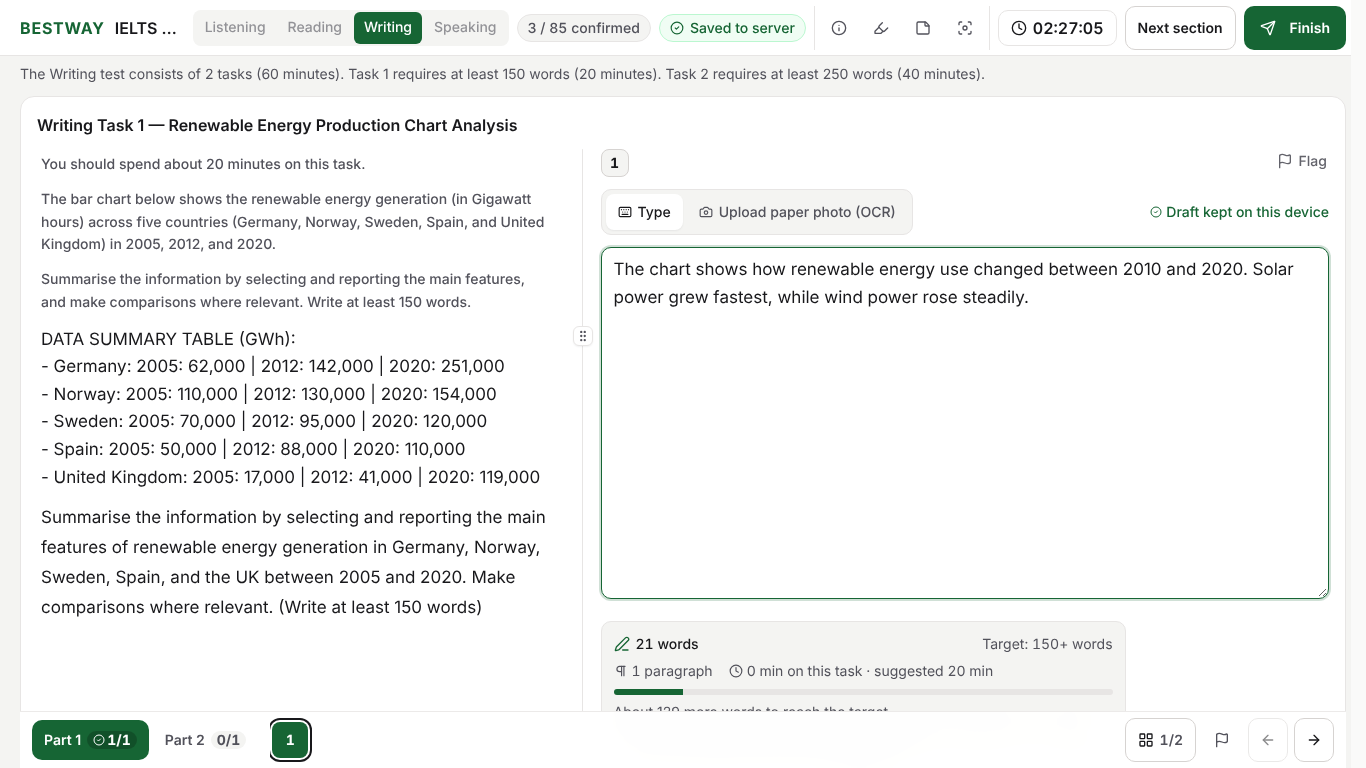 BESTWAY IELTS ... Listening Reading Writing Speaking 3 / 85 confirmed Saved to server 02:27:05 Next section Finish
The Writing test consists of 2 tasks (60 minutes). Task 1 requires at least 150 words (20 minutes). Task 2 requires at least 250 words (40 minutes).
Writing Task 1 — Renewable Energy Production Chart Analysis
You should spend about 20 minutes on this task.
The bar chart below shows the renewable energy generation (in Gigawatt
hours) across five countries (Germany, Norway, Sweden, Spain, and United
Kingdom) in 2005, 2012, and 2020.
Summarise the information by selecting and reporting the main features,
and make comparisons where relevant. Write at least 150 words.
DATA SUMMARY TABLE (GWh):
- Germany: 2005: 62,000 | 2012: 142,000 | 2020: 251,000
- Norway: 2005: 110,000 | 2012: 130,000 | 2020: 154,000
- Sweden: 2005: 70,000 | 2012: 95,000 | 2020: 120,000
- Spain: 2005: 50,000 | 2012: 88,000 | 2020: 110,000
- United Kingdom: 2005: 17,000 | 2012: 41,000 | 2020: 119,000
Summarise the information by selecting and reporting the main
features of renewable energy generation in Germany, Norway,
Sweden, Spain, and the UK between 2005 and 2020. Make
comparisons where relevant. (Write at least 150 words)
1 Flag
Type Upload paper photo (OCR) Draft kept on this device
The chart shows how renewable energy use changed between 2010 and 2020. Solar
power grew fastest, while wind power rose steadily.
21 words Target: 150+ words
1 paragraph 0 min on this task · suggested 20 min
About 129 more words to reach the target
Part 1 1/1 Part 2 0/1 1 1/2